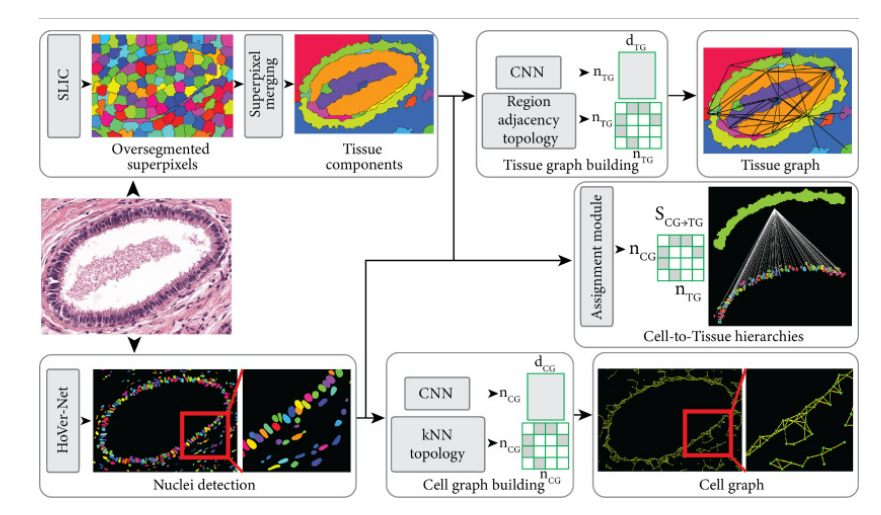 SLIC
Oversegmented
superpixels
Superpixel
merging
Tissue
components
CNN
Region
adjacency
topology
d_TG
n_TG
n_TG
n_TG
Tissue graph building
Tissue graph
Assignment module
n_CG
S_CG→TG
n_TG
Cell-to-Tissue hierarchies
HoVer-Net
Nuclei detection
CNN
kNN
topology
d_CG
n_CG
n_CG
n_CG
Cell graph building
Cell graph